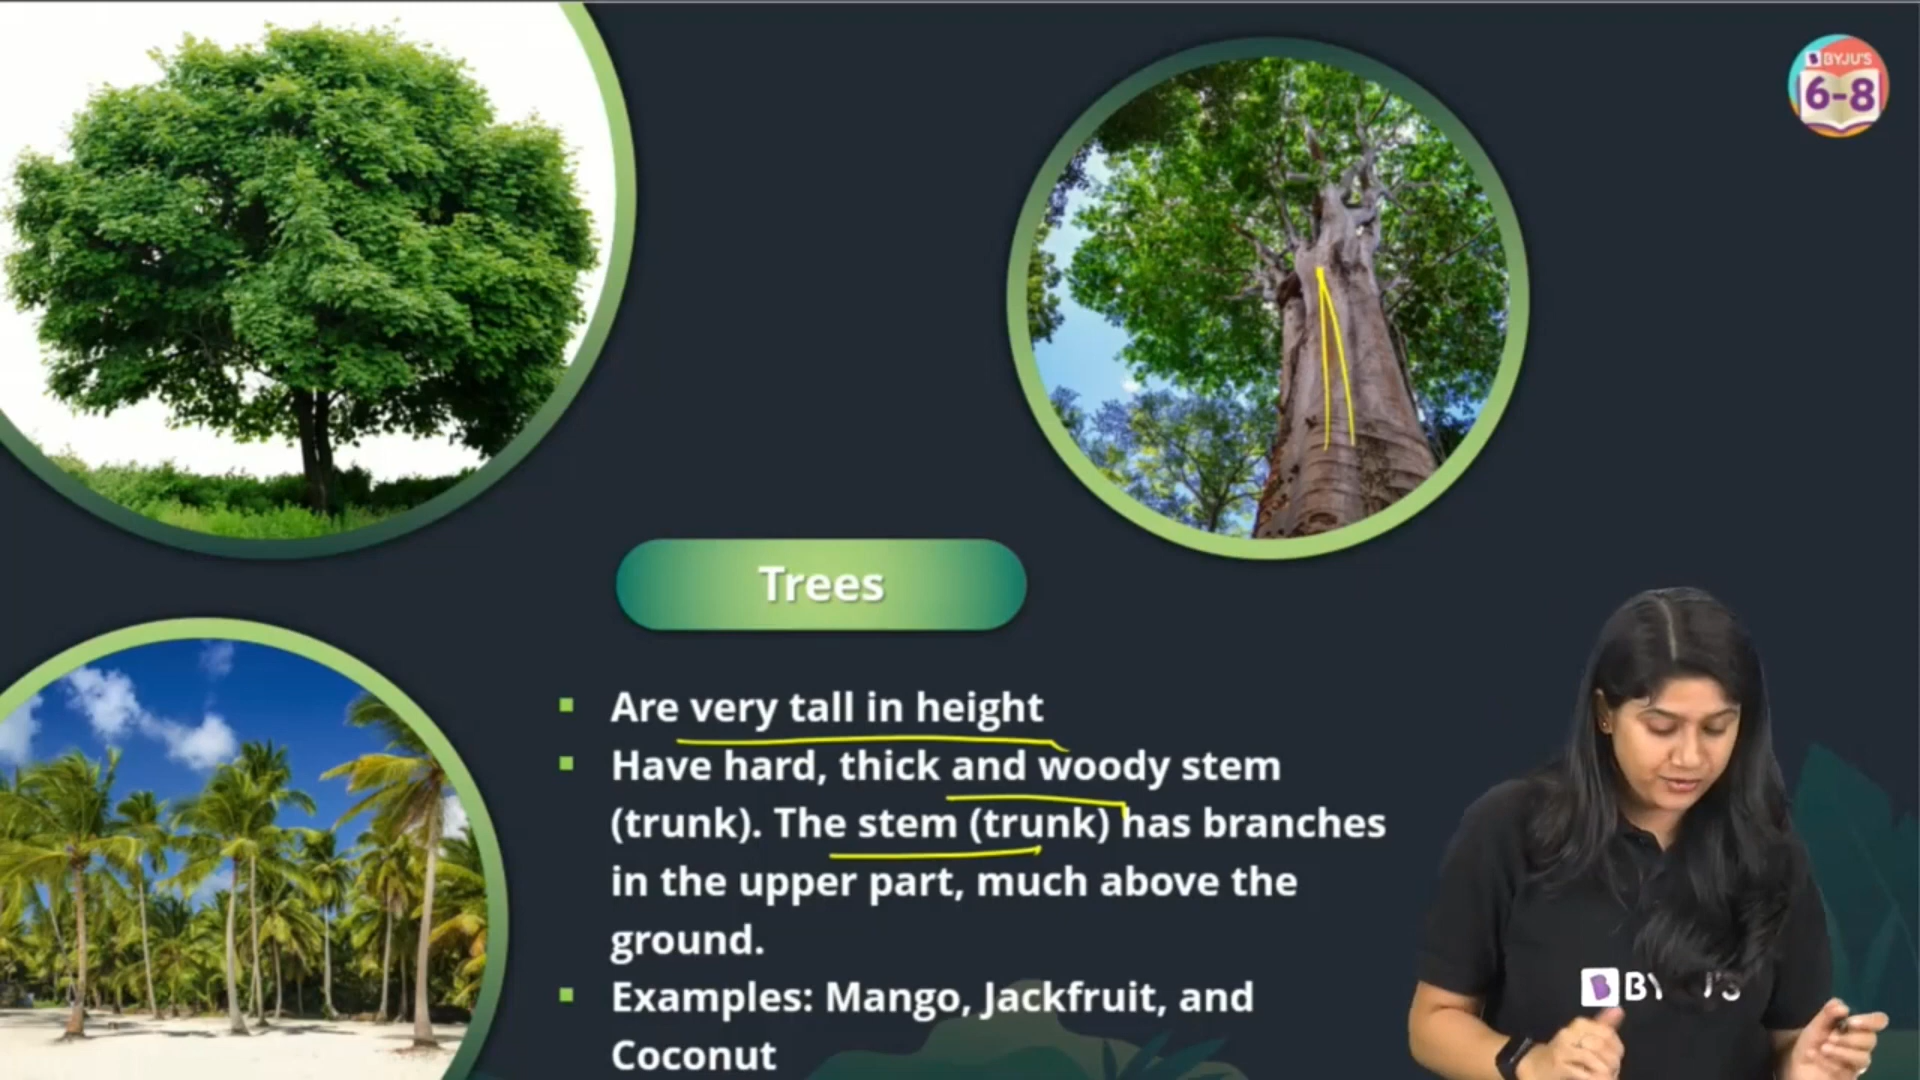 BYJU'S
6-8
Trees
Are very tall in height
Have hard, thick and woody stem
(trunk). The stem (trunk) has branches
in the upper part, much above the
ground.
Examples: Mango, Jackfruit, and
Coconut